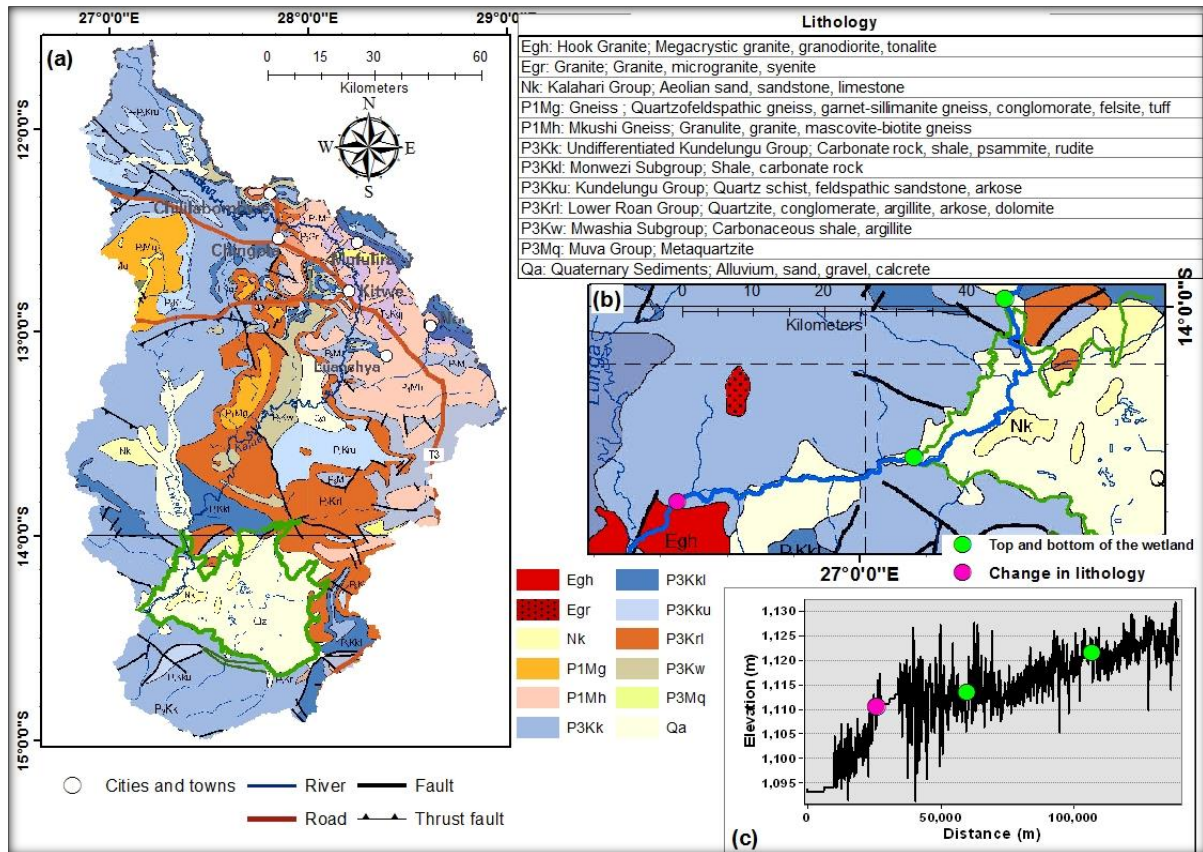 27°0'0"E 28°0'0"E 29°0'0"E
(a)
0 15 30 60
Kilometers
N
W E
S
12°0'0"S
13°0'0"S
14°0'0"S
15°0'0"S
Chililabombwe
Chingola
Mufulira
Kitwe
Luanshya
T3
Nk
Qa
Lithology
Egh: Hook Granite; Megacrystic granite, granodiorite, tonalite
Egr: Granite; Granite, microgranite, syenite
Nk: Kalahari Group; Aeolian sand, sandstone, limestone
P1Mg: Gneiss ; Quartzofeldspathic gneiss, garnet-sillimanite gneiss, conglomorate, felsite, tuff
P1Mh: Mkushi Gneiss; Granulite, granite, mascovite-biotite gneiss
P3Kk: Undifferentiated Kundelungu Group; Carbonate rock, shale, psammite, rudite
P3Kkl: Monwezi Subgroup; Shale, carbonate rock
P3Kku: Kundelungu Group; Quartz schist, feldspathic sandstone, arkose
P3Krl: Lower Roan Group; Quartzite, conglomerate, argillite, arkose, dolomite
P3Kw: Mwashia Subgroup; Carbonaceous shale, argillite
P3Mq: Muva Group; Metaquartzite
Qa: Quaternary Sediments; Alluvium, sand, gravel, calcrete
(b)
0 10 20 40
Kilometers
14°0'0"S
Lunga
Nk
Q
Egh
P3Kkl
27°0'0"E
Top and bottom of the wetland
Change in lithology
Egh P3Kkl
Egr P3Kku
Nk P3Krl
P1Mg P3Kw
P1Mh P3Mq
P3Kk Qa
Elevation (m)
1,130
1,125
1,120
1,115
1,110
1,105
1,100
1,095
0 50,000 100,000
Distance (m)
(c)
Cities and towns River Fault
Road Thrust fault